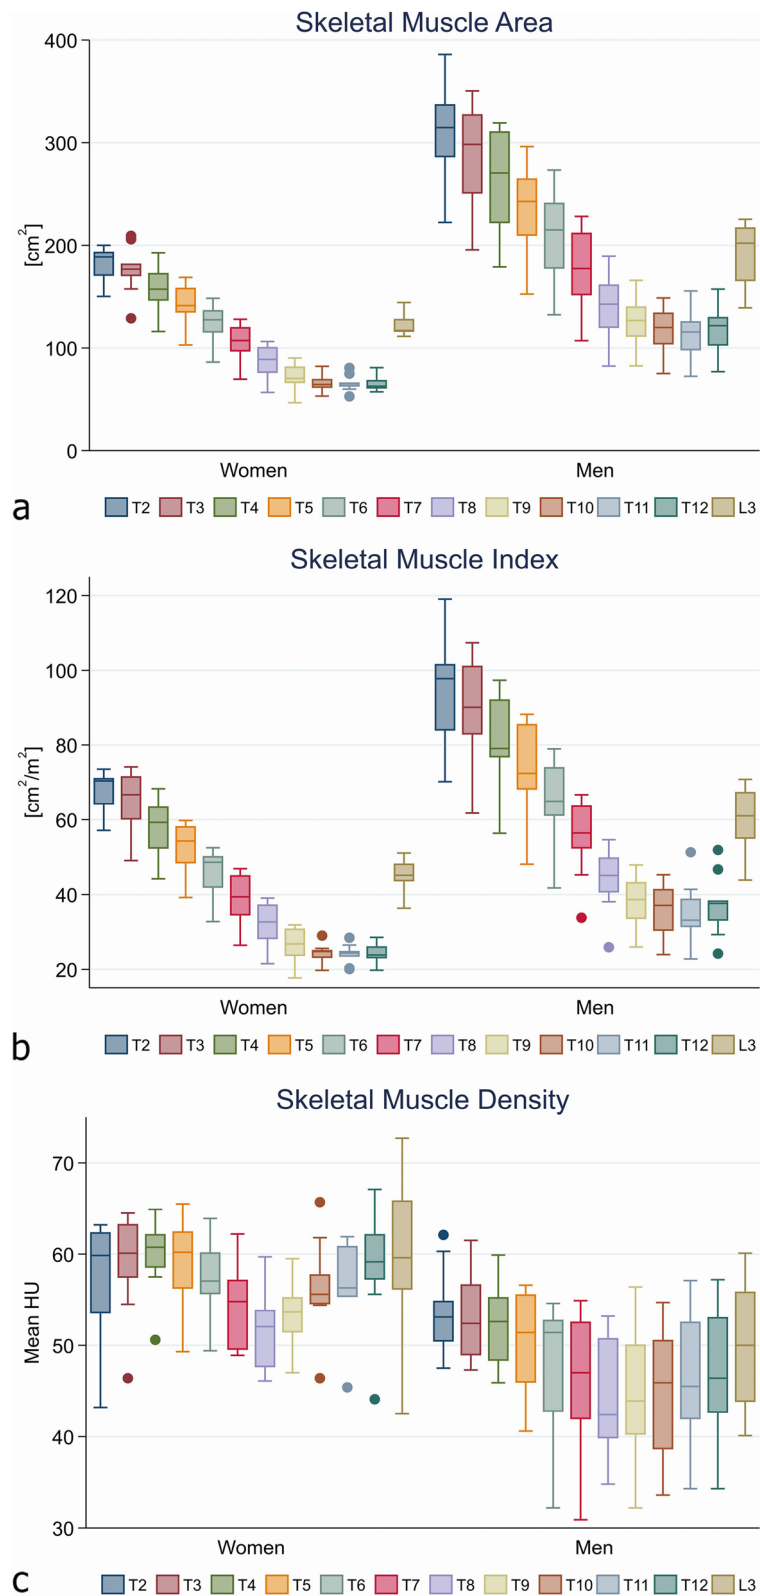 Skeletal Muscle Area
400
300
200
100
0
[cm²]
Women Men
T2 T3 T4 T5 T6 T7 T8 T9 T10 T11 T12 L3
a
Skeletal Muscle Index
120
100
80
60
40
20
[cm²/m²]
Women Men
T2 T3 T4 T5 T6 T7 T8 T9 T10 T11 T12 L3
b
Skeletal Muscle Density
70
60
50
40
30
Mean HU
Women Men
T2 T3 T4 T5 T6 T7 T8 T9 T10 T11 T12 L3
c